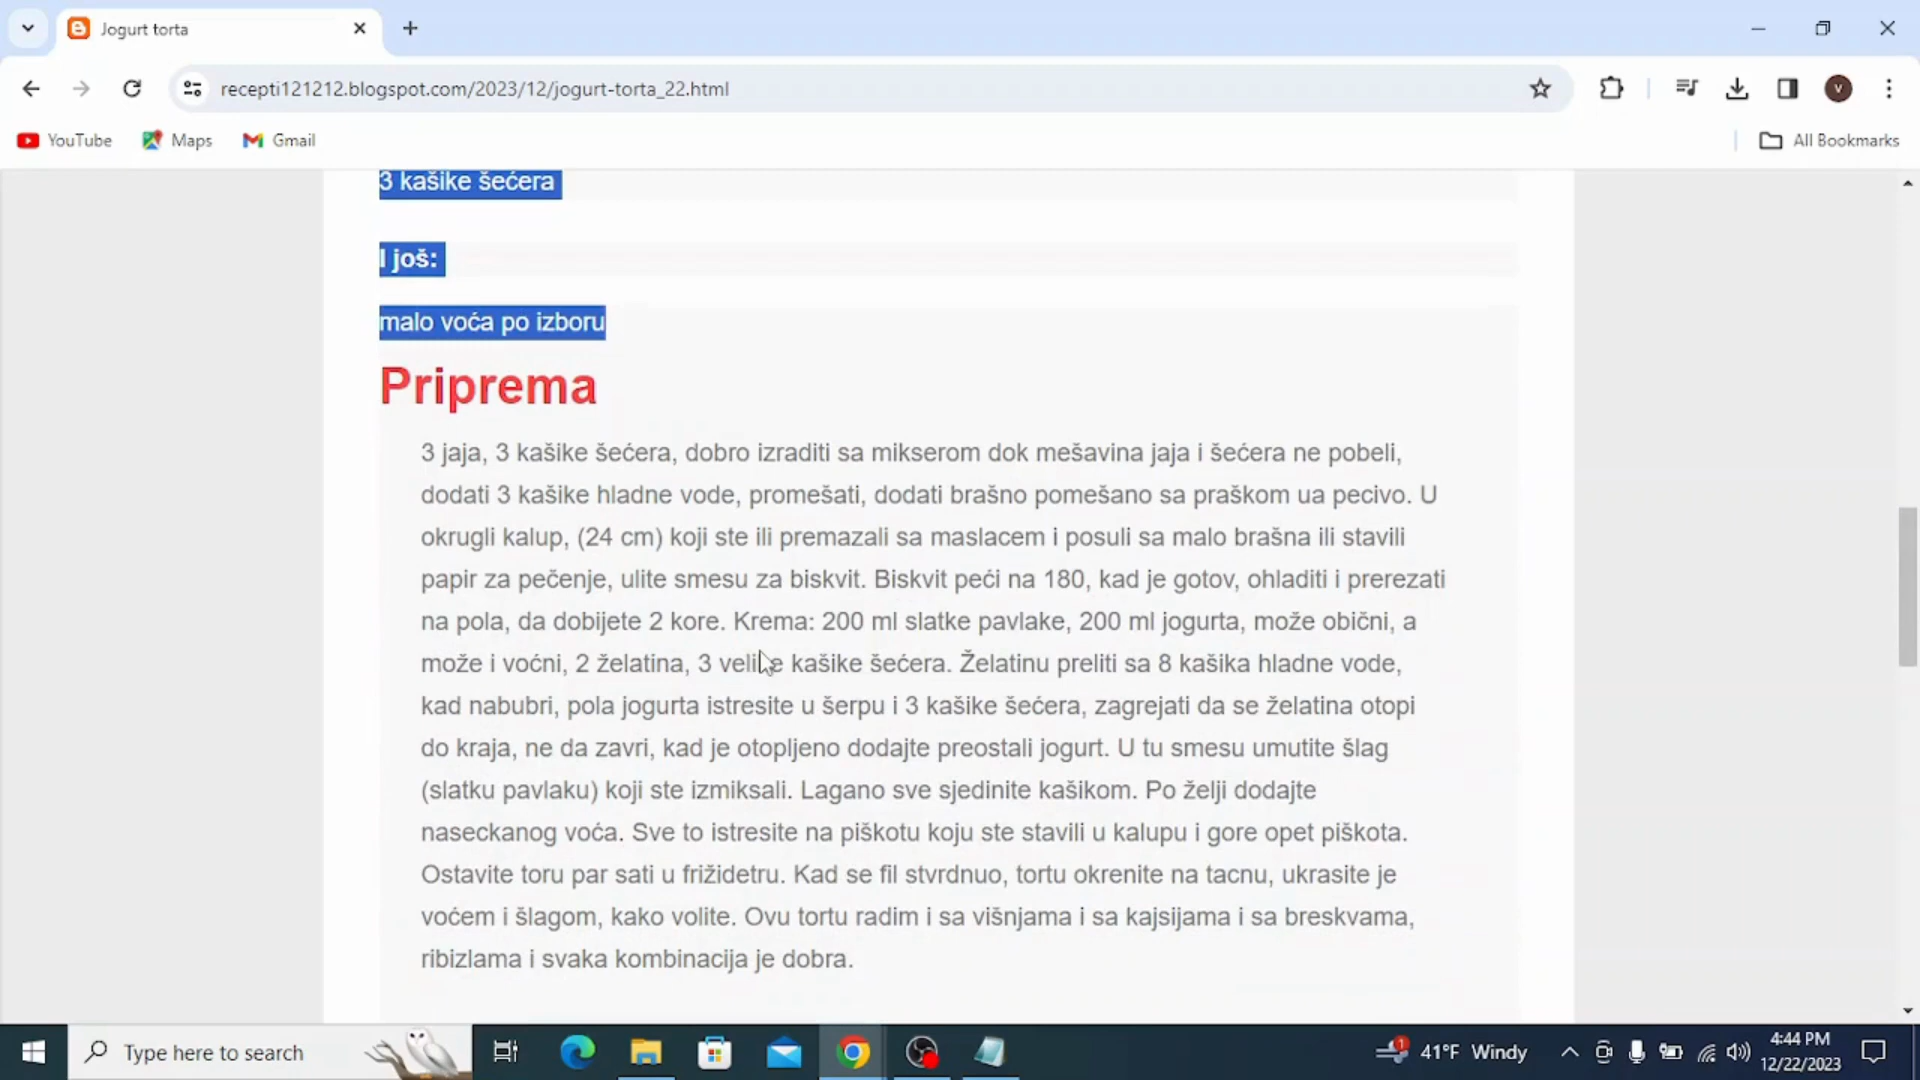 Jogurt torta
recepti121212.blogspot.com/2023/12/jogurt-torta_22.html
V
YouTube
Maps
Gmail
All Bookmarks
3 kašike šećera
I još:
malo voća po izboru
Priprema
3 jaja, 3 kašike šećera, dobro izraditi sa mikserom dok mešavina jaja i šećera ne pobeli,
dodati 3 kašike hladne vode, promešati, dodati brašno pomešano sa praškom ua pecivo. U
okrugli kalup, (24 cm) koji ste ili premazali sa maslacem i posuli sa malo brašna ili stavili
papir za pečenje, ulite smesu za biskvit. Biskvit peći na 180, kad je gotov, ohladiti i prerezati
na pola, da dobijete 2 kore. Krema: 200 ml slatke pavlake, 200 ml jogurta, može obični, a
može i voćni, 2 želatina, 3 velike kašike šećera. Želatinu preliti sa 8 kašika hladne vode,
kad nabubri, pola jogurta istresite u šerpu i 3 kašike šećera, zagrejati da se želatina otopi
do kraja, ne da zavri, kad je otopljeno dodajte preostali jogurt. U tu smesu umutite šlag
(slatku pavlaku) koji ste izmiksali. Lagano sve sjedinite kašikom. Po želji dodajte
naseckanog voća. Sve to istresite na piškotu koju ste stavili u kalupu i gore opet piškota.
Ostavite toru par sati u frižidetru. Kad se fil stvrdnuo, tortu okrenite na tacnu, ukrasite je
voćem i šlagom, kako volite. Ovu tortu radim i sa višnjama i sa kajsijama i sa breskvama,
ribizlama i svaka kombinacija je dobra.
Type here to search
1
41°F Windy
4:44 PM
12/22/2023